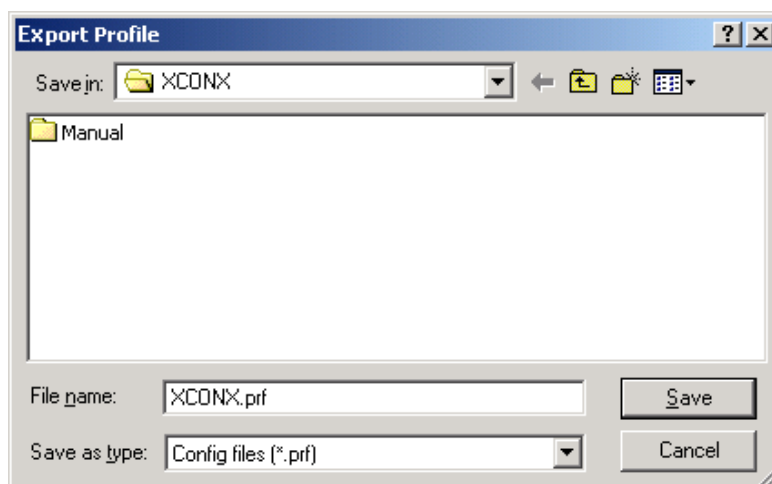 Export Profile
Save in: XCONX
Manual
File name: XCONX.prf Save
Save as type: Config files (*.prf) Cancel